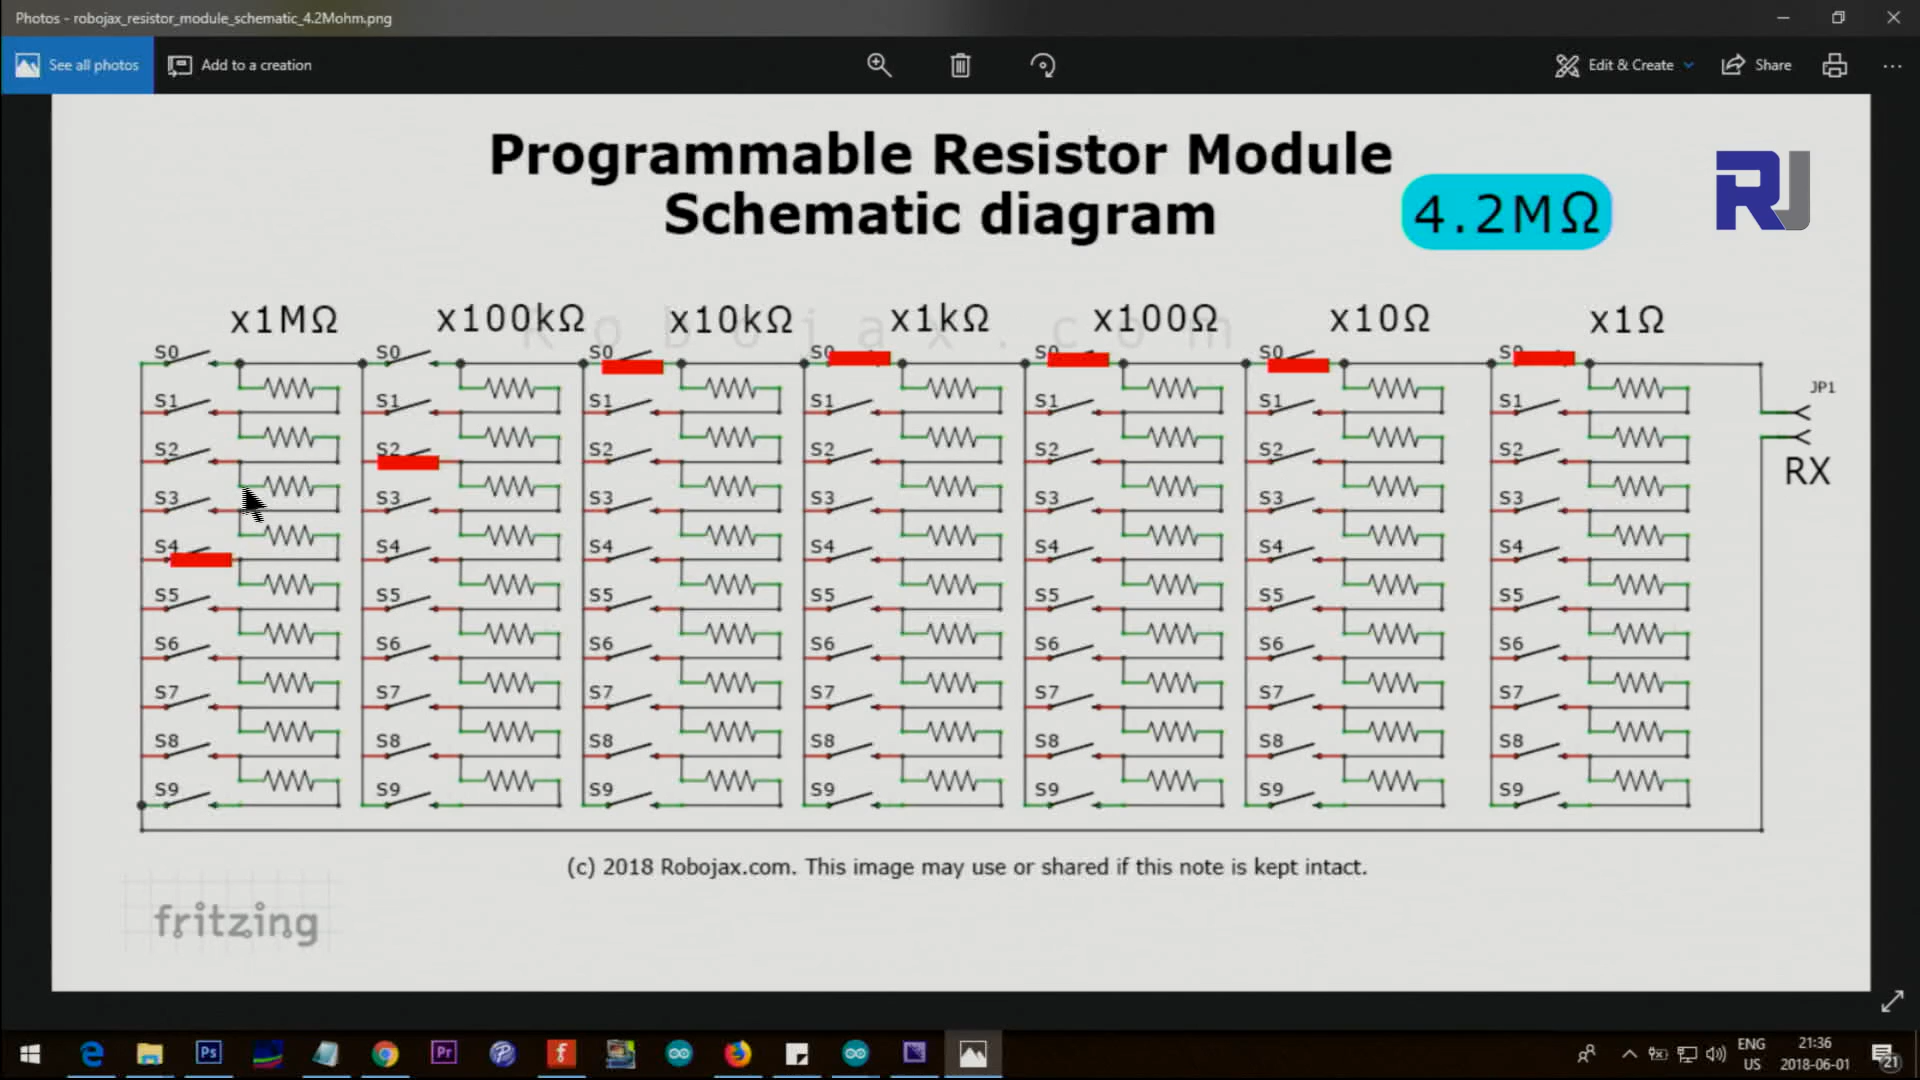 Photos - robojax_resistor_module_schematic_4.2Mohm.png
See all photos
Add to a creation
Edit & Create
Share
Programmable Resistor Module
Schematic diagram
4.2MΩ
RJ
x1MΩ x100kΩ x10kΩ x1kΩ x100Ω x10Ω x1Ω
Robojax.com
S0 S0 S0 S0 S0 S0 S0
JP1
S1 S1 S1 S1 S1 S1 S1
S2 S2 S2 S2 S2 S2 S2
RX
S3 S3 S3 S3 S3 S3 S3
S4 S4 S4 S4 S4 S4 S4
S5 S5 S5 S5 S5 S5 S5
S6 S6 S6 S6 S6 S6 S6
S7 S7 S7 S7 S7 S7 S7
S8 S8 S8 S8 S8 S8 S8
S9 S9 S9 S9 S9 S9 S9
(c) 2018 Robojax.com. This image may use or shared if this note is kept intact.
fritzing
Ps
Pr
ENG
US
21:36
2018-06-01
21